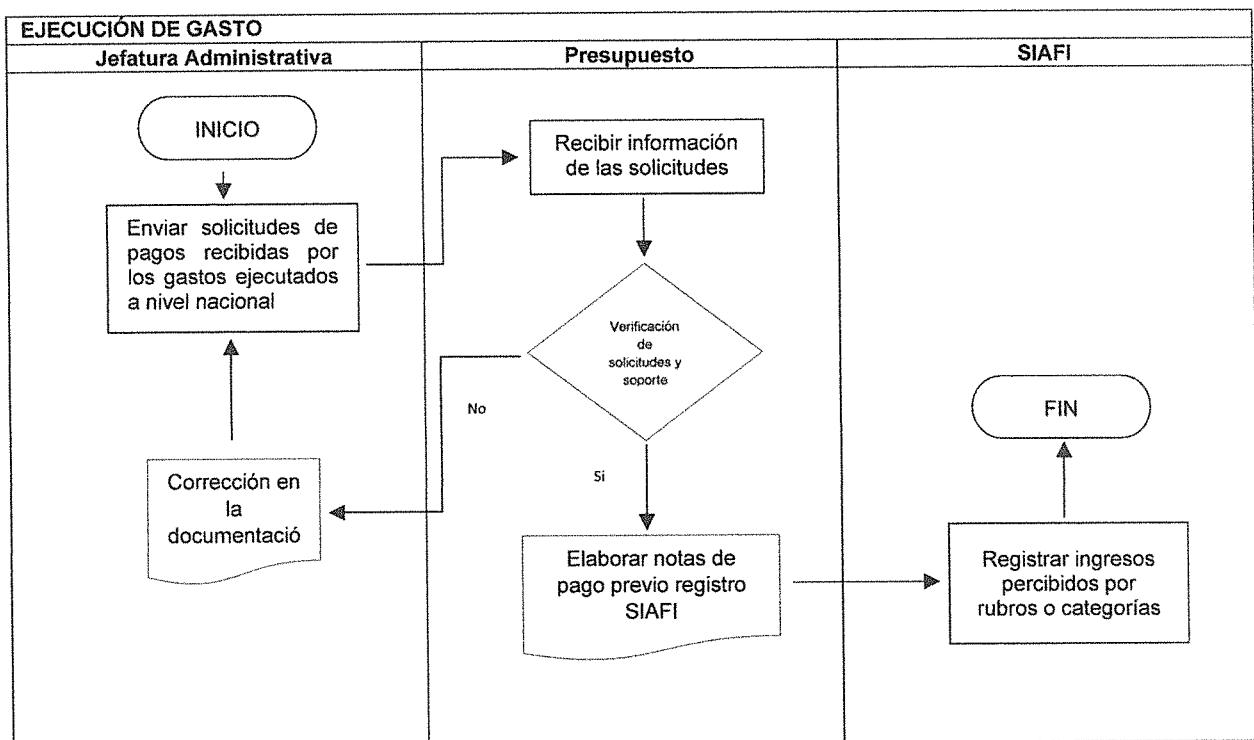 EJECUCIÓN DE GASTO
Jefatura Administrativa
Presupuesto
SIAFI
INICIO
Enviar solicitudes de
pagos recibidas por
los gastos ejecutados
a nivel nacional
Recibir información
de las solicitudes
Verificación
de
solicitudes y
soporte
No
Si
Corrección en
la
documentació
Elaborar notas de
pago previo registro
SIAFI
Registrar ingresos
percibidos por
rubros o categorías
FIN